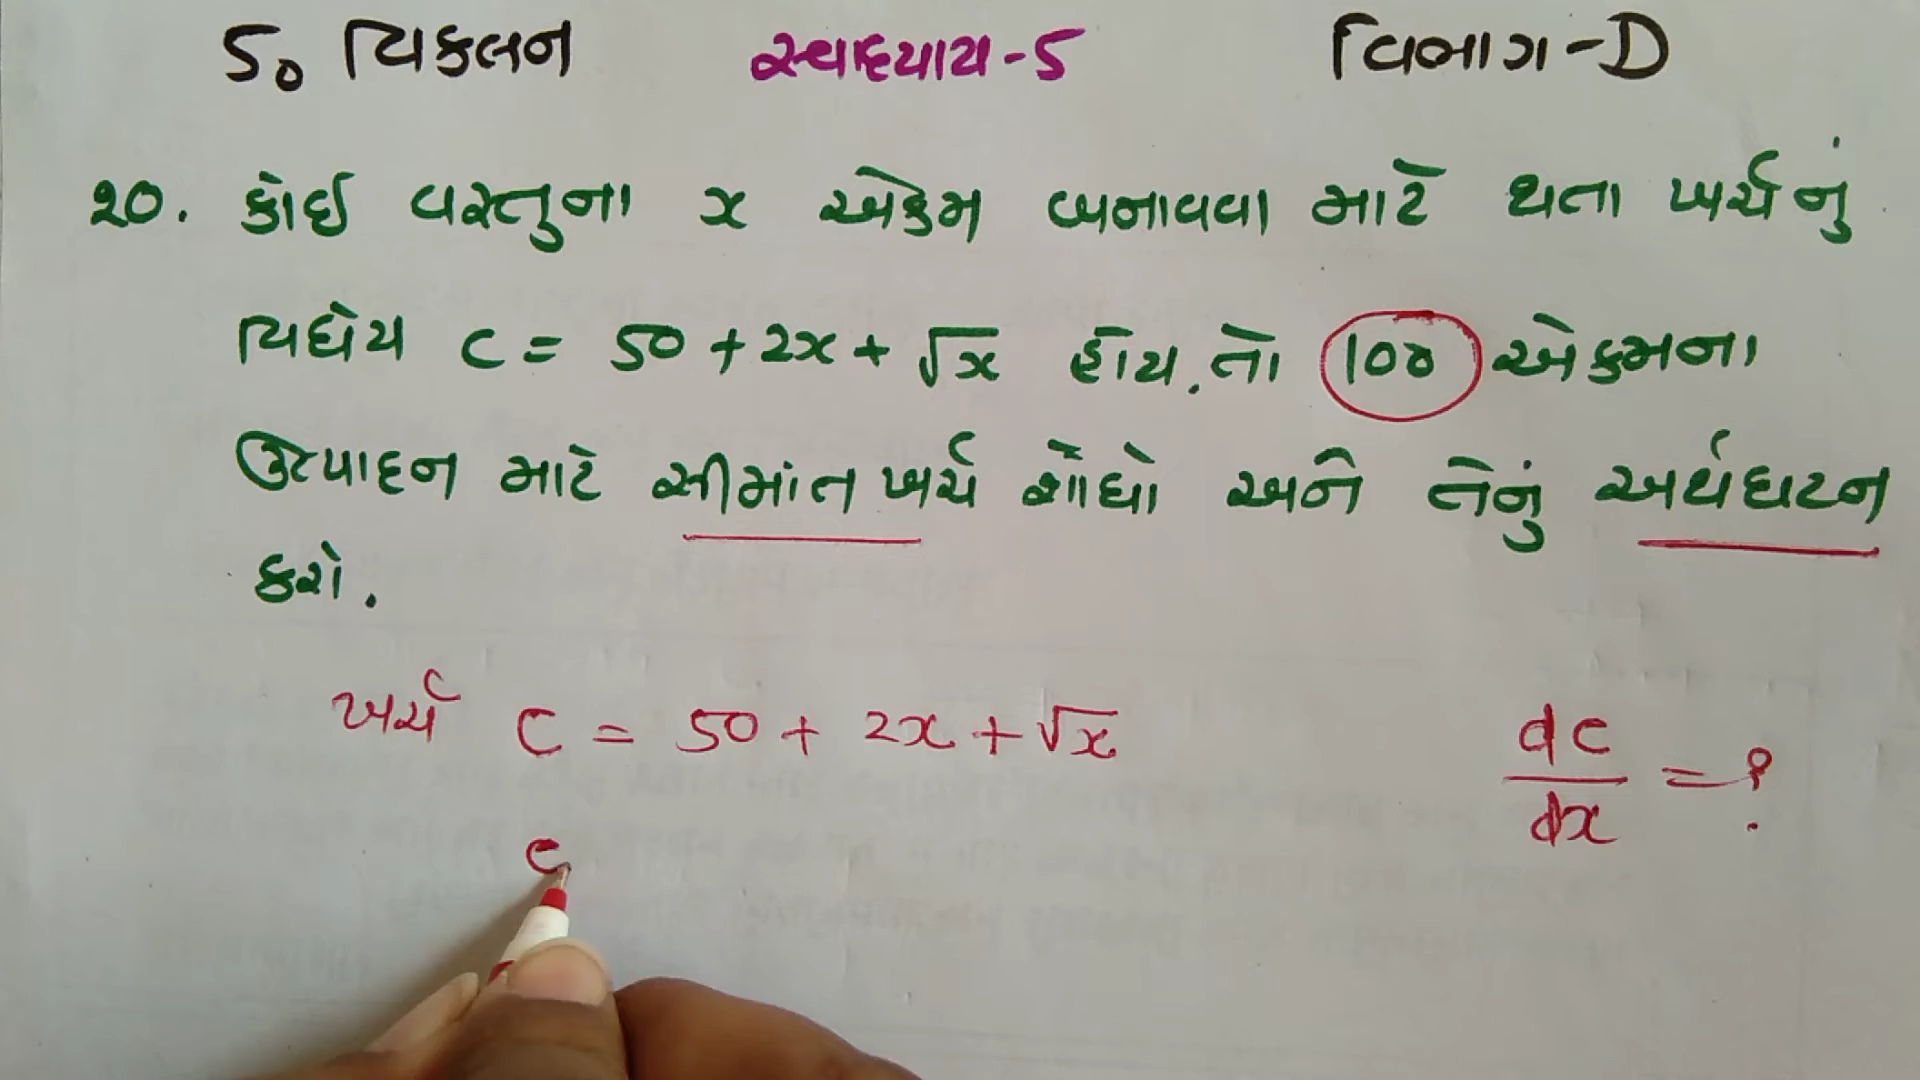 5. વિકલન સ્વાધ્યાય-5 વિભાગ-D
20. કોઈ વસ્તુના x એકમ બનાવવા માટે થતા ખર્ચનું
વિધેય C = 50 + 2x + √x હોય. તો 100 એકમના
ઉત્પાદન માટે સીમાંત ખર્ચ શોધો અને તેનું અર્થઘટન
કરો.
ખર્ચ C = 50 + 2x + √x
dc/dx = ?
c